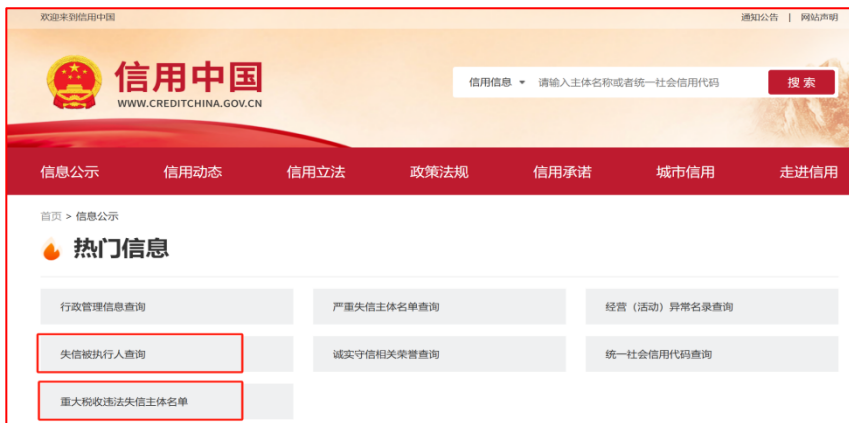 欢迎来到信用中国
通知公告 | 网站声明
信用中国
WWW.CREDITCHINA.GOV.CN
信用信息 请输入主体名称或者统一社会信用代码 搜索
信息公示 信用动态 信用立法 政策法规 信用承诺 城市信用 走进信用
首页 > 信息公示
热门信息
行政管理信息查询 严重失信主体名单查询 经营（活动）异常名录查询
失信被执行人查询 诚实守信相关荣誉查询 统一社会信用代码查询
重大税收违法失信主体名单